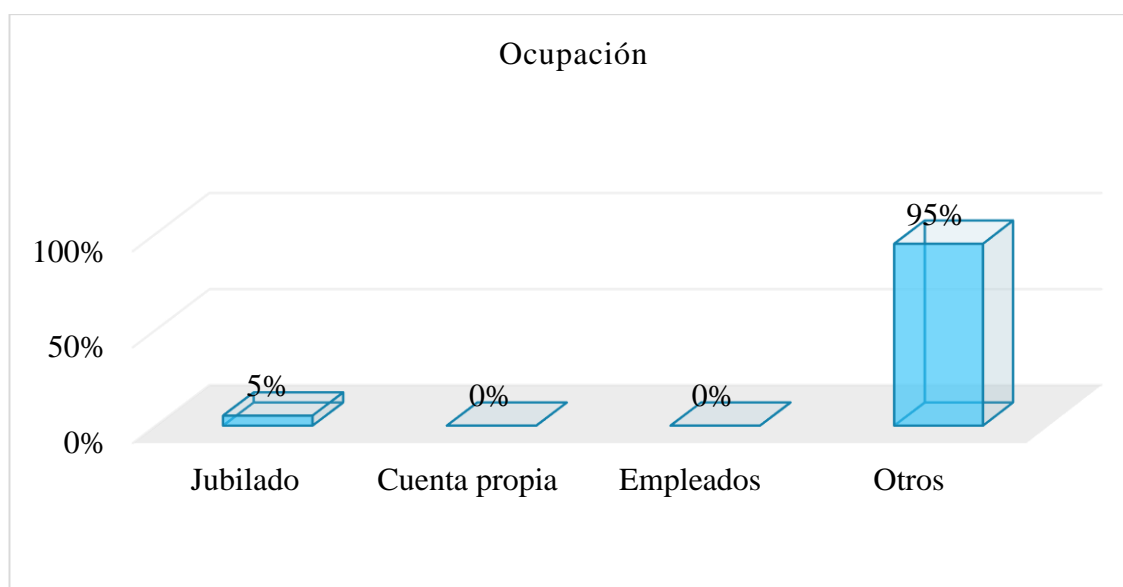 Ocupación
95%
100%
50%
5%
0%
0%
0%
Jubilado
Cuenta propia
Empleados
Otros